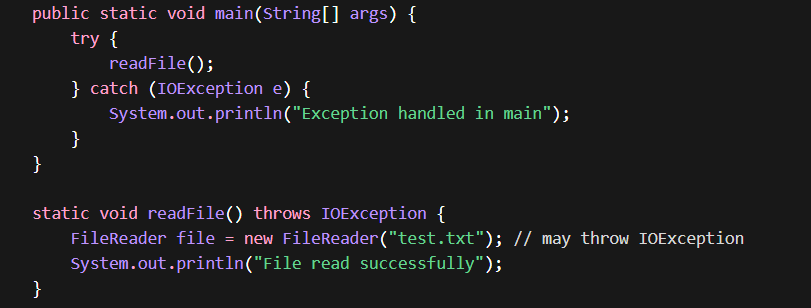 public static void main(String[] args) {
    try {
        readFile();
    } catch (IOException e) {
        System.out.println("Exception handled in main");
    }
}

static void readFile() throws IOException {
    FileReader file = new FileReader("test.txt"); // may throw IOException
    System.out.println("File read successfully");
}